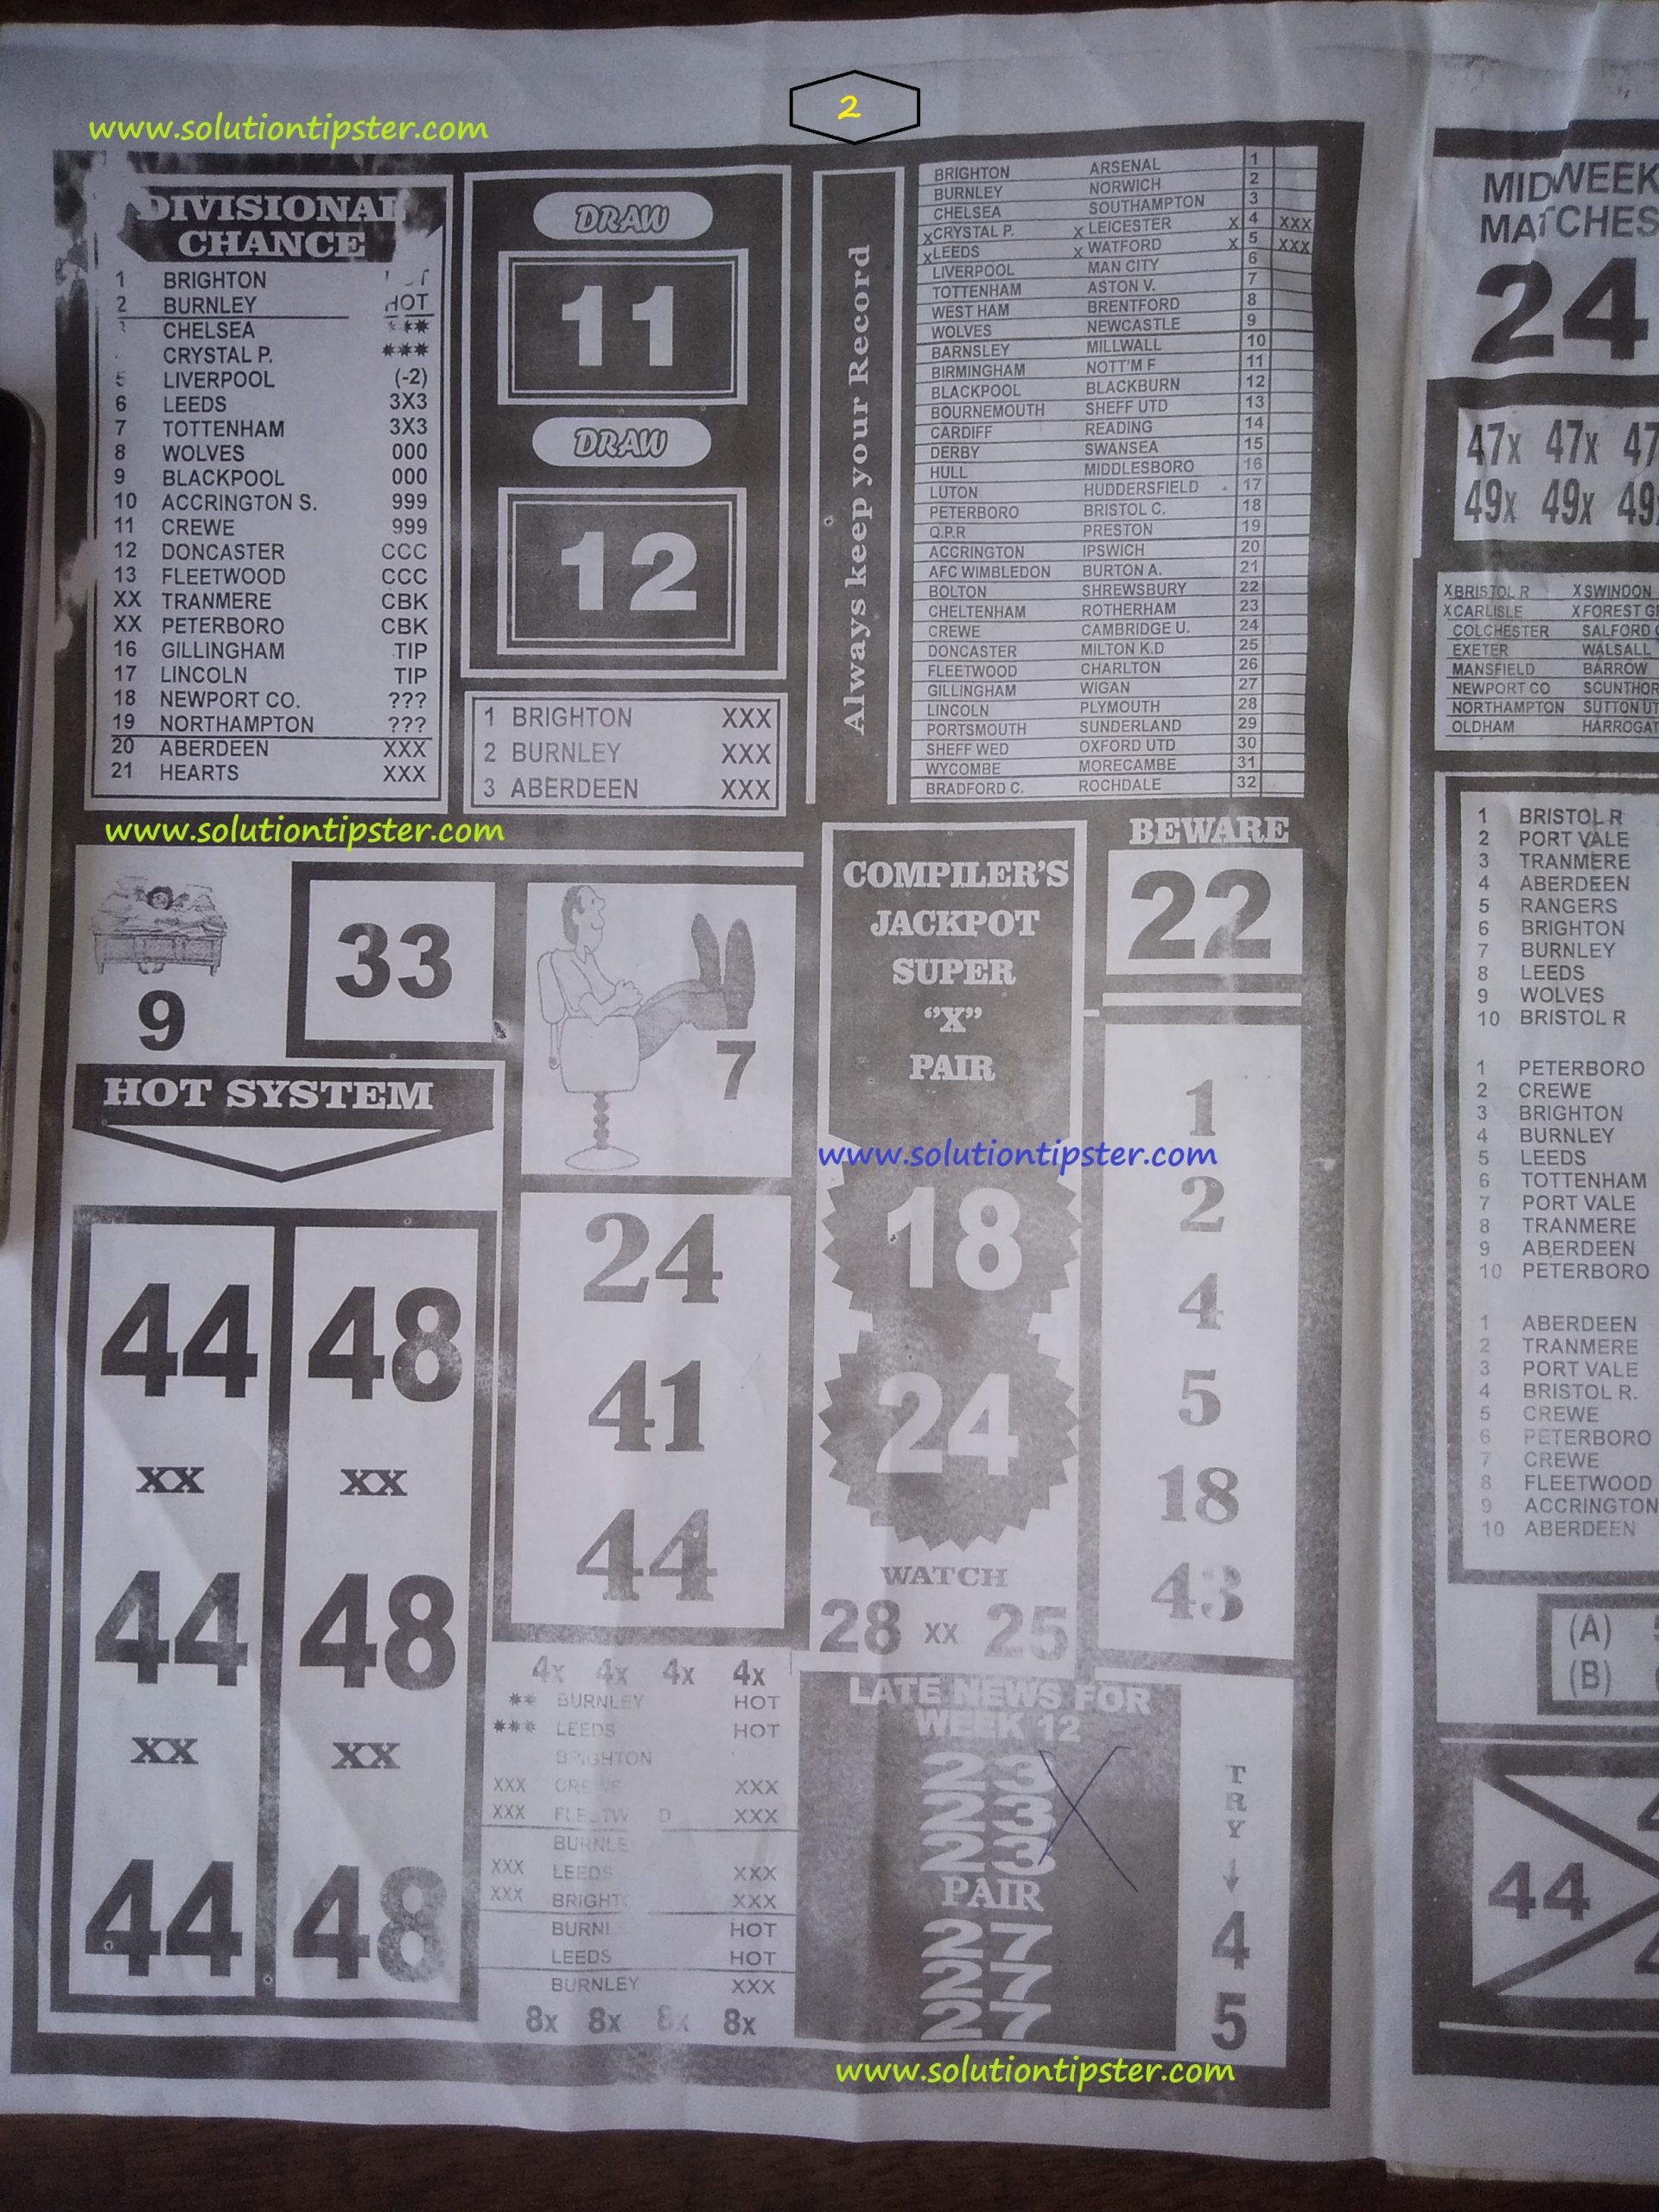 2
www.solutiontipster.com
DIVISIONAL
CHANCE
1 BRIGHTON
2 BURNLEY HOT
CHELSEA ***
CRYSTAL P. ***
5 LIVERPOOL (-2)
6 LEEDS 3X3
7 TOTTENHAM 3X3
8 WOLVES 000
9 BLACKPOOL 000
10 ACCRINGTON S. 999
11 CREWE 999
12 DONCASTER CCC
13 FLEETWOOD CCC
XX TRANMERE CBK
XX PETERBORO CBK
16 GILLINGHAM TIP
17 LINCOLN TIP
18 NEWPORT CO. ???
19 NORTHAMPTON ???
20 ABERDEEN XXX
21 HEARTS XXX
DRAW
11
DRAW
12
1 BRIGHTON XXX
2 BURNLEY XXX
3 ABERDEEN XXX
Always keep your Record
BRIGHTON ARSENAL 1
BURNLEY NORWICH 2
CHELSEA SOUTHAMPTON 3
XCRYSTAL P. X LEICESTER X 4 XXX
XLEEDS X WATFORD X 5 XXX
LIVERPOOL MAN CITY 6
TOTTENHAM ASTON V. 7
WEST HAM BRENTFORD 8
WOLVES NEWCASTLE 9
BARNSLEY MILLWALL 10
BIRMINGHAM NOTT'M F 11
BLACKPOOL BLACKBURN 12
BOURNEMOUTH SHEFF UTD 13
CARDIFF READING 14
DERBY SWANSEA 15
HULL MIDDLESBORO 16
LUTON HUDDERSFIELD 17
PETERBORO BRISTOL C. 18
Q.P.R PRESTON 19
ACCRINGTON IPSWICH 20
AFC WIMBLEDON BURTON A. 21
BOLTON SHREWSBURY 22
CHELTENHAM ROTHERHAM 23
CREWE CAMBRIDGE U. 24
DONCASTER MILTON K.D 25
FLEETWOOD CHARLTON 26
GILLINGHAM WIGAN 27
LINCOLN PLYMOUTH 28
PORTSMOUTH SUNDERLAND 29
SHEFF WED OXFORD UTD 30
WYCOMBE MORECAMBE 31
BRADFORD C. ROCHDALE 32
www.solutiontipster.com
9
33
7
HOT SYSTEM
44 48
XX XX
44 48
XX XX
44 48
24
41
44
4x 4x 4x 4x
** BURNLEY HOT
*** LEEDS HOT
BRIGHTON
XXX CREWE XXX
XXX XXX
XXX LEEDS XXX
XXX XXX
HOT
LEEDS HOT
BURNLEY XXX
8x 8x 8x 8x
COMPILER'S
JACKPOT
SUPER
"X"
PAIR
www.solutiontipster.com
18
24
WATCH
28 XX 25
BEWARE
22
1
2
4
5
18
43
LATE NEWS FOR
WEEK 12
23
23
23
PAIR
27
27
27
TRY
↓
4
5
www.solutiontipster.com
MIDWEEK
MATCHES
24
47x 47x 47
49x 49x 49
XBRISTOL R XSWINDON
XCARLISLE XFOREST
COLCHESTER SALFORD
EXETER WALSALL
MANSFIELD BARROW
NEWPORT CO
NORTHAMPTON SUTTON
OLDHAM
1 BRISTOL R
2 PORT VALE
3 TRANMERE
4 ABERDEEN
5 RANGERS
6 BRIGHTON
7 BURNLEY
8 LEEDS
9 WOLVES
10 BRISTOL R
1 PETERBORO
2 CREWE
3 BRIGHTON
4 BURNLEY
5 LEEDS
6 TOTTENHAM
7 PORT VALE
8 TRANMERE
9 ABERDEEN
10 PETERBORO
1 ABERDEEN
2 TRANMERE
3 PORT VALE
4 BRISTOL R.
5 CREWE
6 PETERBORO
7 CREWE
8 FLEETWOOD
9 ACCRINGTON
10 ABERDEEN
(A)
(B)
44